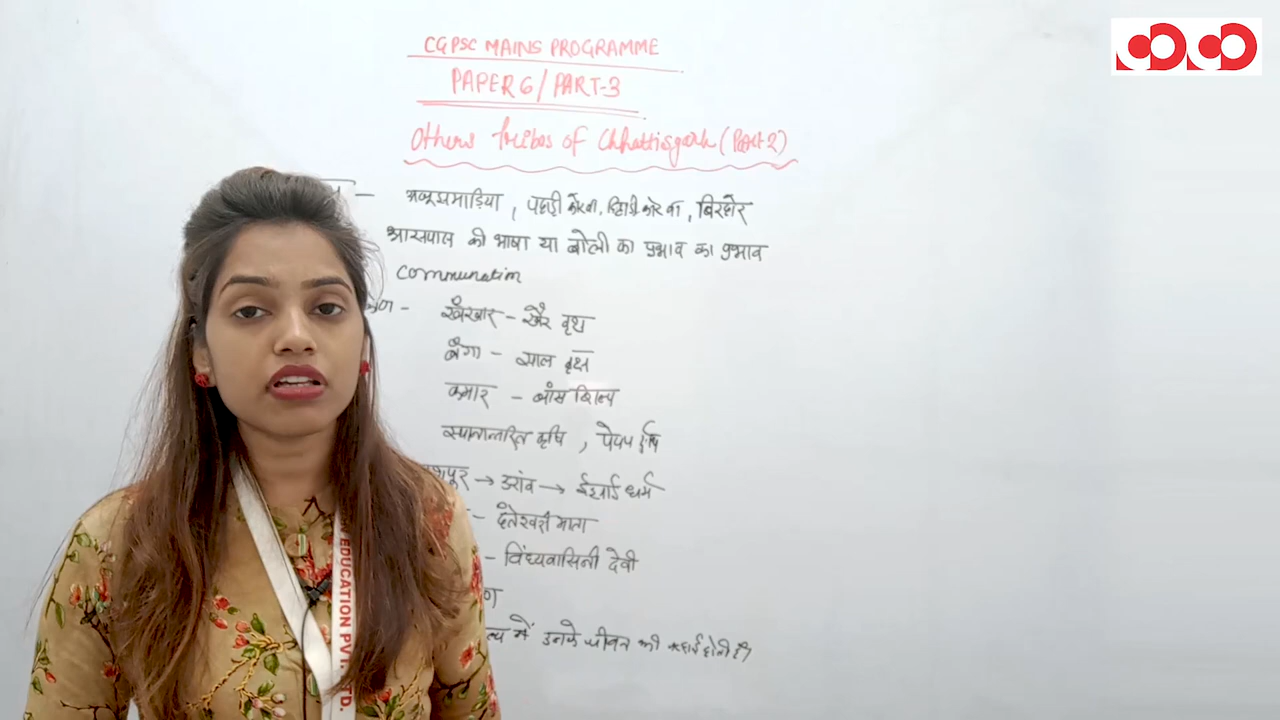 CGPSC MAINS PROGRAMME
PAPER 6/ PART-3
Others tribes of Chhattisgarh (Part 2)
– अबूझमाड़िया, पहाड़ी कोरवा, बिरहोर
आसपास की भाषा या बोली का प्रभाव का प्रभाव
communation
खैरवार – खैर वृक्ष
बैगा – साल वृक्ष
कमार – बांस शिल्प
स्थानान्तरित कृषि, कृषि
→ उरांव → ईसाई धर्म
– दंतेश्वरी माता
– विंध्यवासिनी देवी
में उनके जीवन की होती है
EDUCATION PVT. LTD.